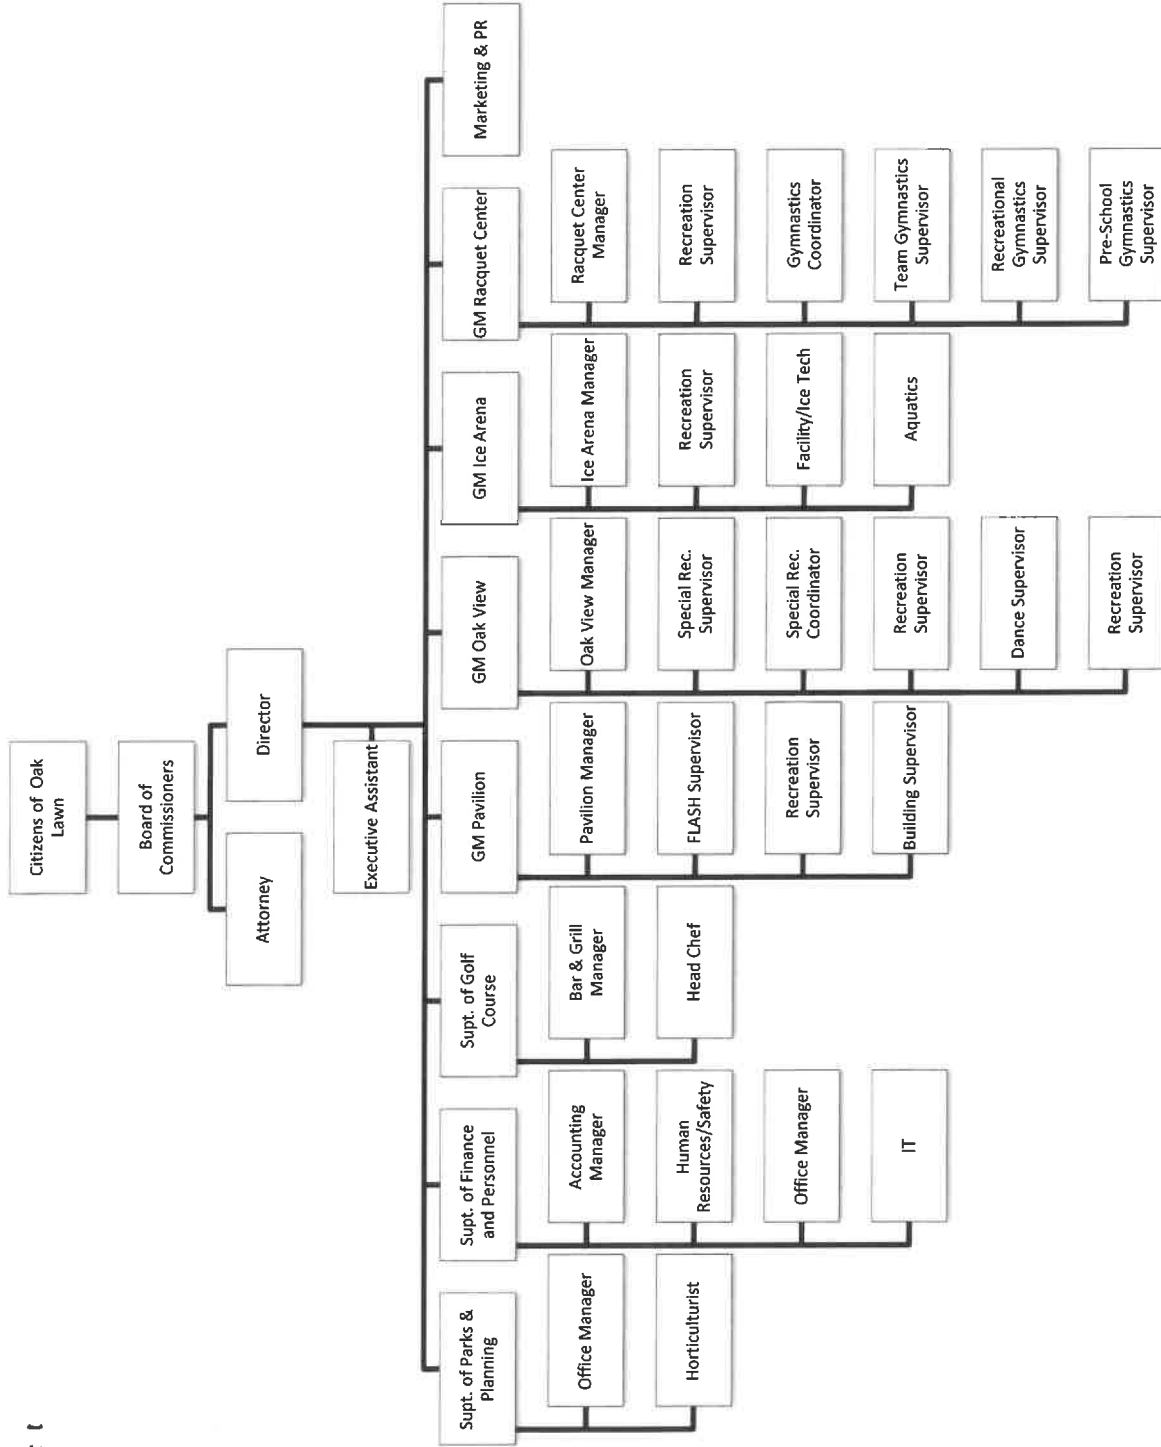 Citizens of Oak
Lawn
Board of
Commissioners
Attorney
Director
Executive Assistant
Supt. of Parks &
Planning
Office Manager
Horticulturist
Supt. of Finance
and Personnel
Accounting
Manager
Human
Resources/Safety
Office Manager
IT
Supt. of Golf
Course
Bar & Grill
Manager
Head Chef
GM Pavilion
Pavilion Manager
FLASH Supervisor
Recreation
Supervisor
Building Supervisor
GM Oak View
Oak View Manager
Special Rec.
Supervisor
Special Rec.
Coordinator
Recreation
Supervisor
Dance Supervisor
Recreation
Supervisor
GM Ice Arena
Ice Arena Manager
Recreation
Supervisor
Facility/Ice Tech
Aquatics
GM Racquet Center
Racquet Center
Manager
Recreation
Supervisor
Gymnastics
Coordinator
Team Gymnastics
Supervisor
Recreational
Gymnastics
Supervisor
Pre-School
Gymnastics
Supervisor
Marketing & PR